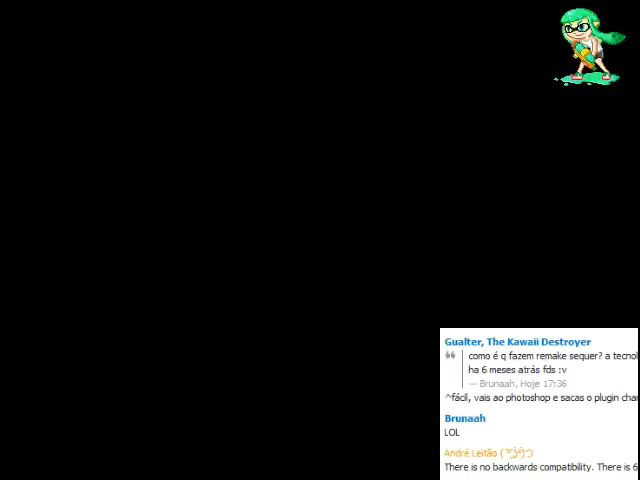 Gualter, The Kawaii Destroyer
como é q fazem remake sequer? a tecnol
ha 6 meses atrás fds :v
— Brunaah, Hoje 17:36
^fácil, vais ao photoshop e sacas o plugin char
Brunaah
LOL
André Leitão ( ͡° ͜ʖ ͡°)
There is no backwards compatibility. There is 6